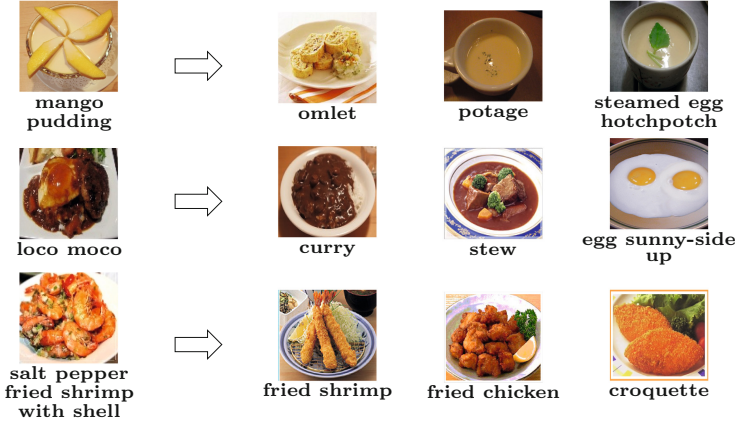 mango
pudding
omlet
potage
steamed egg
hotchpotch
loco moco
curry
stew
egg sunny-side
up
salt pepper
fried shrimp
with shell
fried shrimp
fried chicken
croquette